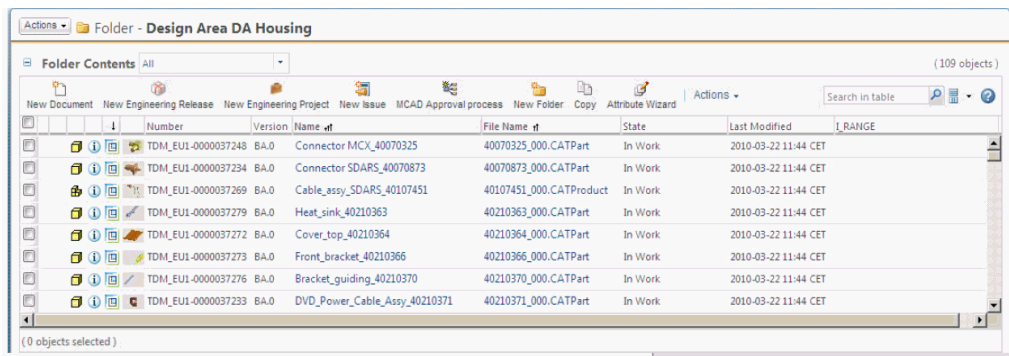 Actions Folder - Design Area DA Housing
Folder Contents All (109 objects)
New Document New Engineering Release New Engineering Project New Issue MCAD Approval process New Folder Copy Attribute Wizard Actions Search in table
Number Version Name File Name State Last Modified I_RANGE
TDM_EU1-0000037248 BA.0 Connector MCX_40070325 40070325_000.CATPart In Work 2010-03-22 11:44 CET
TDM_EU1-0000037234 BA.0 Connector SDARS_40070873 40070873_000.CATPart In Work 2010-03-22 11:44 CET
TDM_EU1-0000037269 BA.0 Cable_assy_SDARS_40107451 40107451_000.CATProduct In Work 2010-03-22 11:44 CET
TDM_EU1-0000037279 BA.0 Heat_sink_40210363 40210363_000.CATPart In Work 2010-03-22 11:44 CET
TDM_EU1-0000037272 BA.0 Cover_top_40210364 40210364_000.CATPart In Work 2010-03-22 11:44 CET
TDM_EU1-0000037273 BA.0 Front_bracket_40210366 40210366_000.CATPart In Work 2010-03-22 11:44 CET
TDM_EU1-0000037276 BA.0 Bracket_guiding_40210370 40210370_000.CATPart In Work 2010-03-22 11:44 CET
TDM_EU1-0000037233 BA.0 DVD_Power_Cable_Assy_40210371 40210371_000.CATPart In Work 2010-03-22 11:44 CET
(0 objects selected)